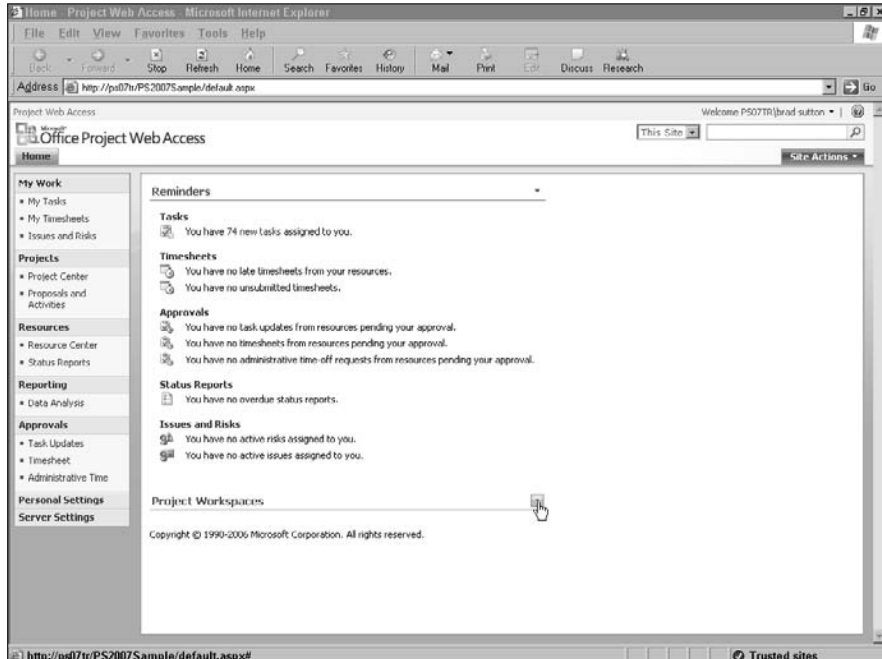 Home - Project Web Access - Microsoft Internet Explorer
File Edit View Favorites Tools Help
Back Forward Stop Refresh Home Search Favorites History Mail Print Edit Discuss Research
Address http://ps07tr/PS2007Sample/default.aspx Go
Project Web Access Welcome PS07TR\brad sutton
Microsoft
Office Project Web Access This Site
Home Site Actions
My Work
My Tasks
My Timesheets
Issues and Risks
Projects
Project Center
Proposals and
Activities
Resources
Resource Center
Status Reports
Reporting
Data Analysis
Approvals
Task Updates
Timesheet
Administrative Time
Personal Settings
Server Settings
Reminders
Tasks
You have 74 new tasks assigned to you.
Timesheets
You have no late timesheets from your resources.
You have no unsubmitted timesheets.
Approvals
You have no task updates from resources pending your approval.
You have no timesheets from resources pending your approval.
You have no administrative time-off requests from resources pending your approval.
Status Reports
You have no overdue status reports.
Issues and Risks
You have no active risks assigned to you.
You have no active issues assigned to you.
Project Workspaces
Copyright © 1990-2006 Microsoft Corporation. All rights reserved.
http://ps07tr/PS2007Sample/default.aspx# Trusted sites